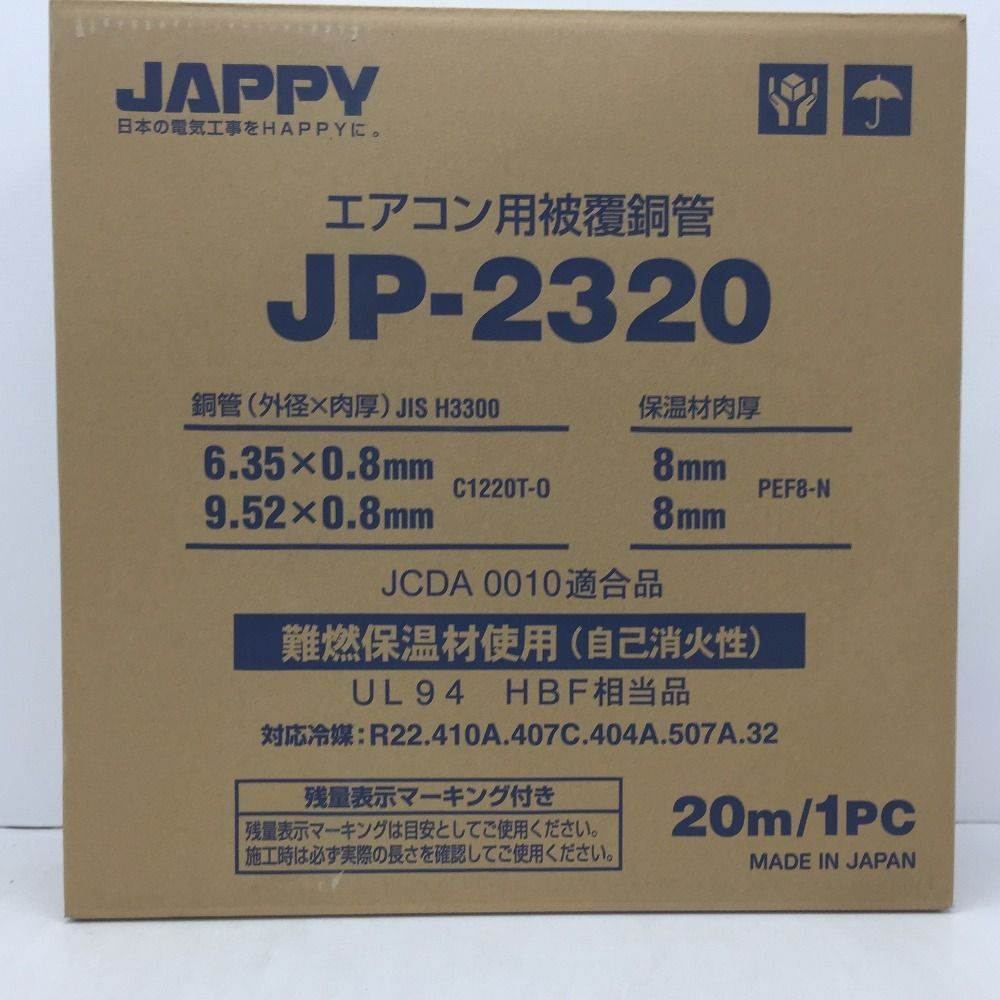 JAPPY
日本の電気工事をHAPPYに。
エアコン用被覆銅管
JP-2320
銅管(外径×肉厚)JIS H3300
6.35×0.8mm
9.52×0.8mm
C1220T-O
保温材肉厚
8mm
8mm
PEF8-N
JCDA 0010適合品
難燃保温材使用(自己消火性)
UL94 HBF相当品
対応冷媒:R22.410A.407C.404A.507A.32
残量表示マーキング付き
残量表示マーキングは目安としてご使用ください。
施工時は必ず実際の長さを確認してご使用ください。
20m/1PC
MADE IN JAPAN